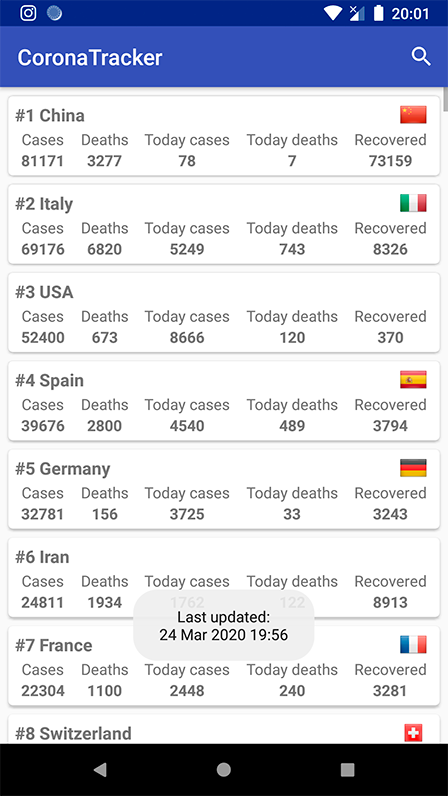 20:01
CoronaTracker
#1 China
Cases Deaths Today cases Today deaths Recovered
81171 3277 78 7 73159
#2 Italy
Cases Deaths Today cases Today deaths Recovered
69176 6820 5249 743 8326
#3 USA
Cases Deaths Today cases Today deaths Recovered
52400 673 8666 120 370
#4 Spain
Cases Deaths Today cases Today deaths Recovered
39676 2800 4540 489 3794
#5 Germany
Cases Deaths Today cases Today deaths Recovered
32781 156 3725 33 3243
#6 Iran
Cases Deaths Today cases Today deaths Recovered
24811 1934 1762 122 8913
Last updated:
24 Mar 2020 19:56
#7 France
Cases Deaths Today cases Today deaths Recovered
22304 1100 2448 240 3281
#8 Switzerland